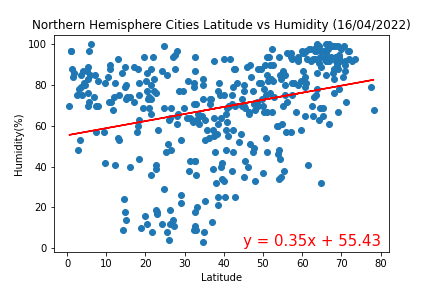 Northern Hemisphere Cities Latitude vs Humidity (16/04/2022)
100
80
60
40
20
0
Humidity(%)
y = 0.35x + 55.43
0 10 20 30 40 50 60 70 80
Latitude